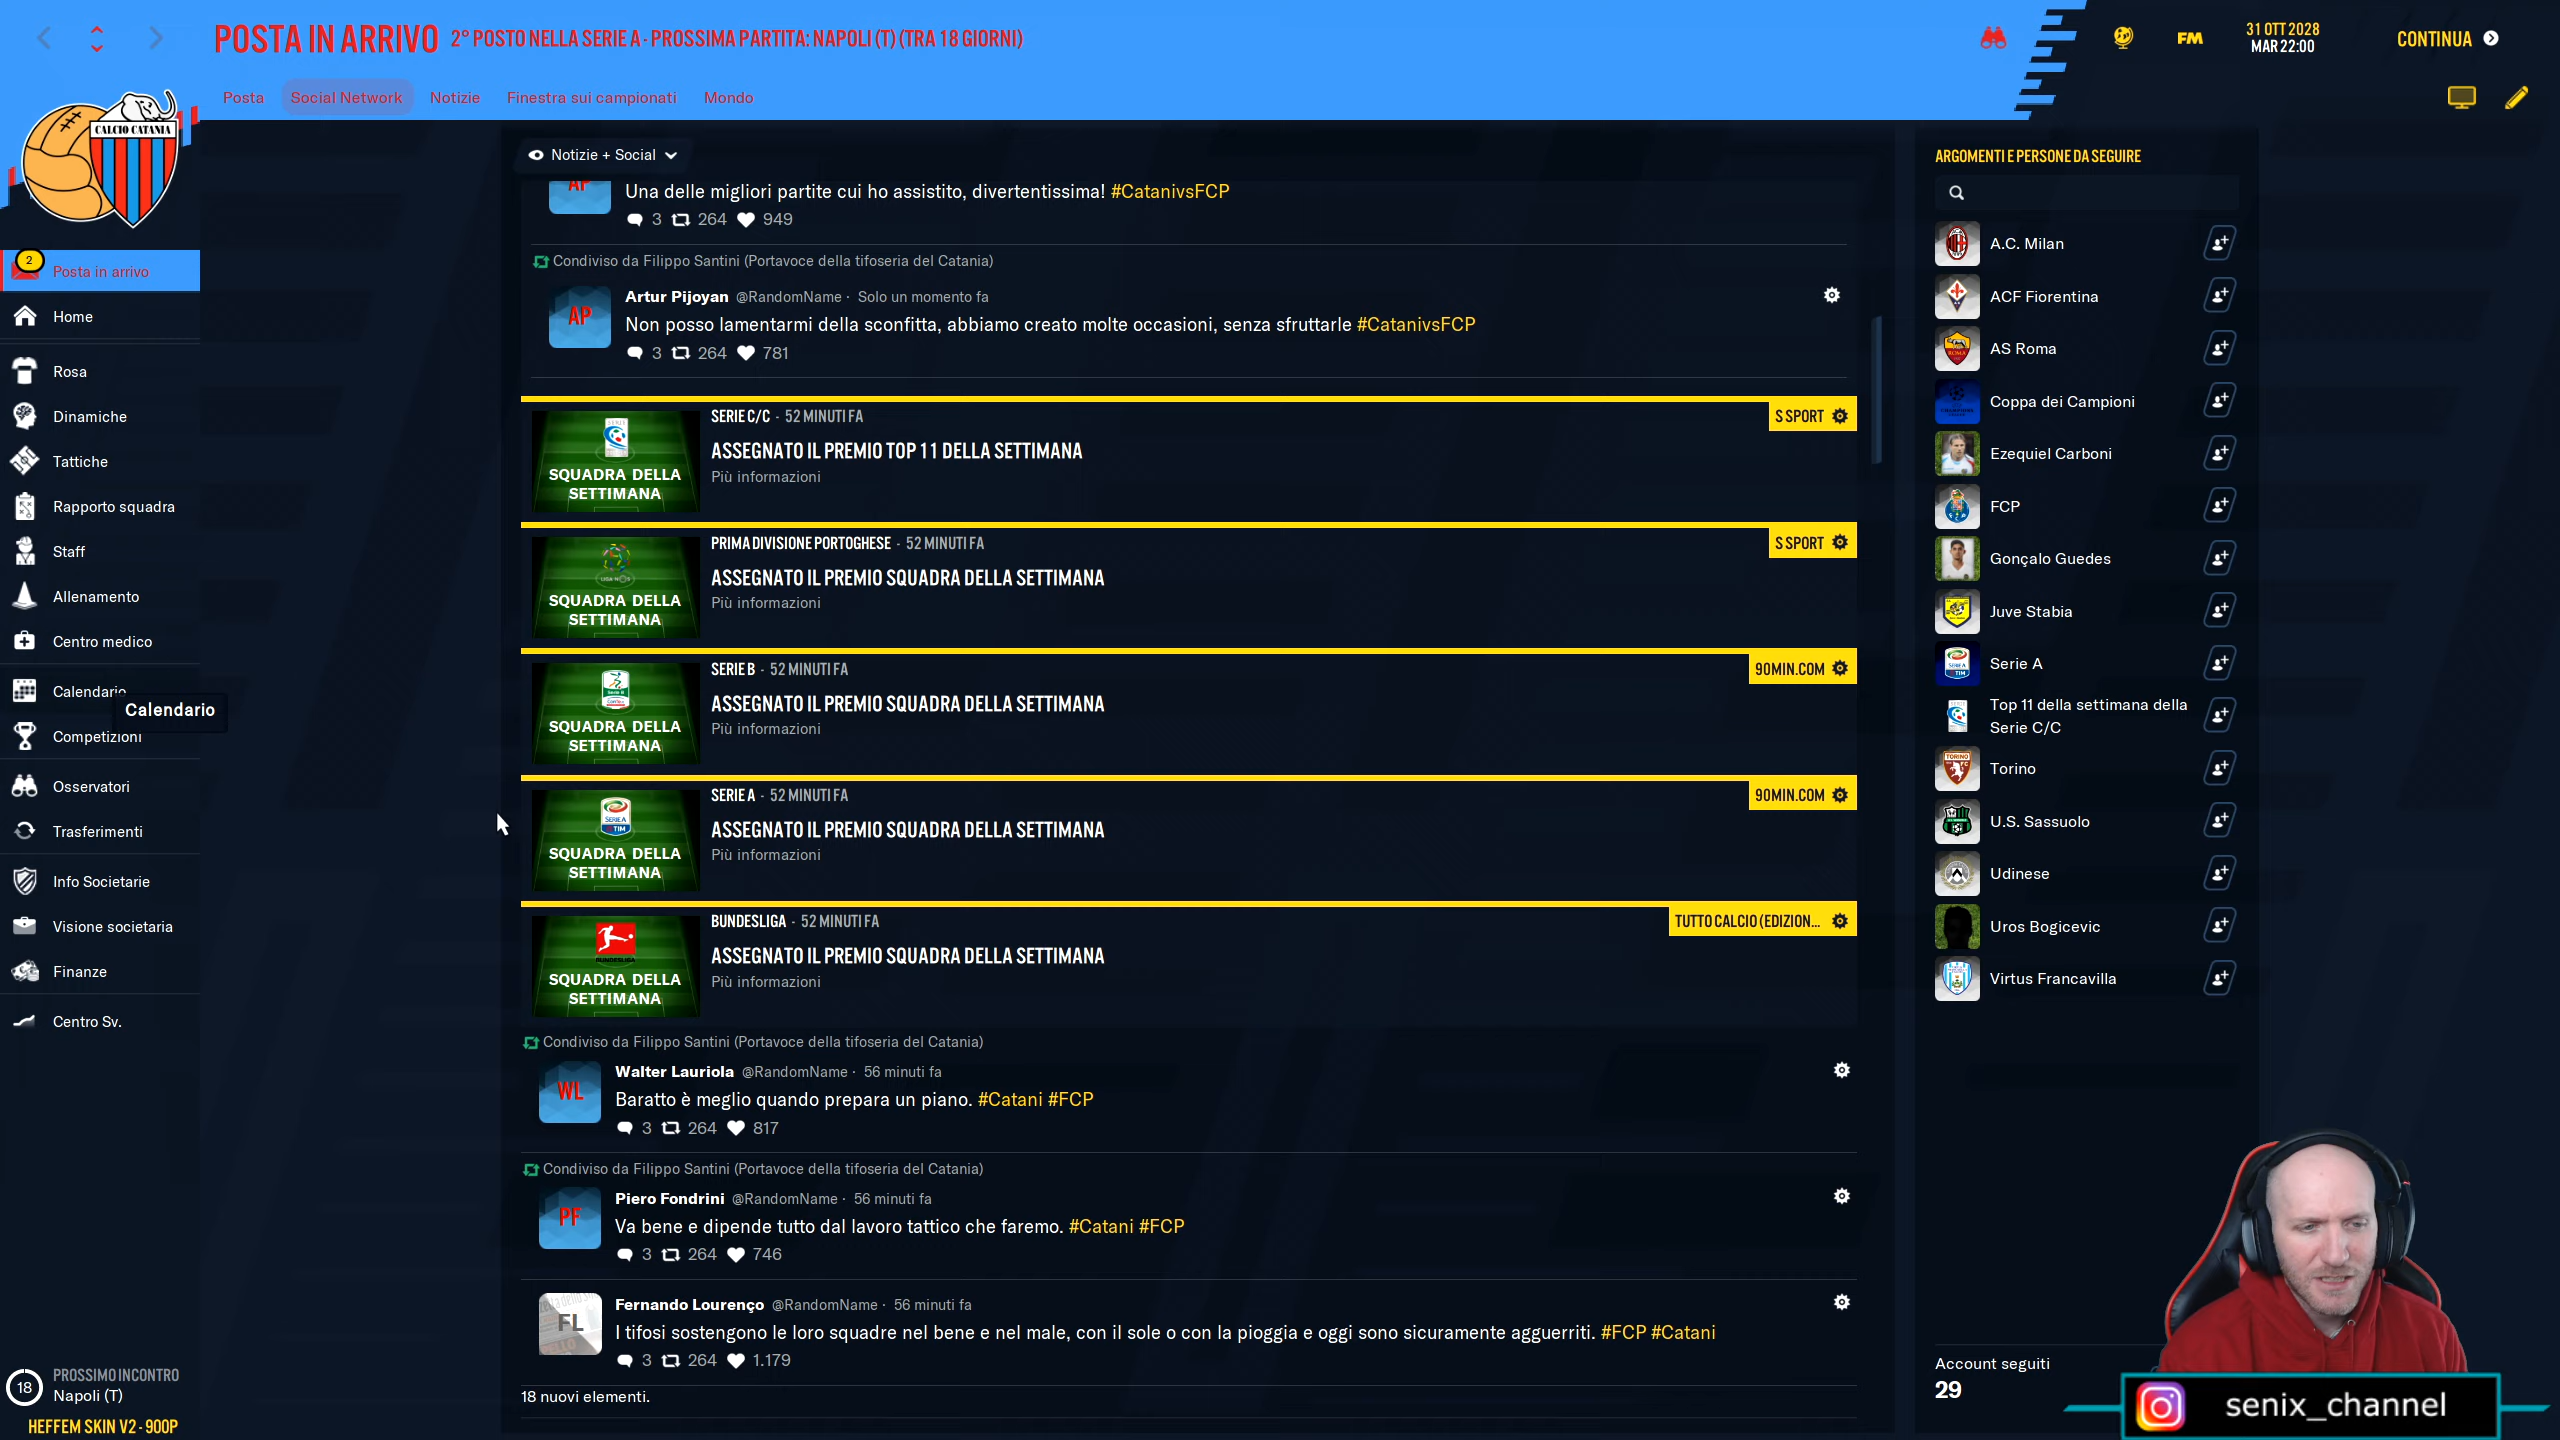 POSTA IN ARRIVO
2° POSTO NELLA SERIE A - PROSSIMA PARTITA: NAPOLI (T) (TRA 18 GIORNI)
FM
31 OTT 2028
MAR 22:00
CONTINUA
Posta
Social Network
Notizie
Finestra sui campionati
Mondo
CALCIO CATANIA
2
Posta in arrivo
Home
Rosa
Dinamiche
Tattiche
Rapporto squadra
Staff
Allenamento
Centro medico
Calendario
Calendario
Competizioni
Osservatori
Trasferimenti
Info Societarie
Visione societaria
Finanze
Centro Sv.
18
PROSSIMO INCONTRO
Napoli (T)
HEFFEM SKIN V2 - 900P
Notizie + Social
AP
Una delle migliori partite cui ho assistito, divertentissima! #CatanivsFCP
3 264 949
Condiviso da Filippo Santini (Portavoce della tifoseria del Catania)
AP
Artur Pijoyan @RandomName · Solo un momento fa
Non posso lamentarmi della sconfitta, abbiamo creato molte occasioni, senza sfruttarle #CatanivsFCP
3 264 781
SQUADRA DELLA
SETTIMANA
SERIE C/C - 52 MINUTI FA
S SPORT
ASSEGNATO IL PREMIO TOP 11 DELLA SETTIMANA
Più informazioni
SQUADRA DELLA
SETTIMANA
PRIMA DIVISIONE PORTOGHESE - 52 MINUTI FA
S SPORT
ASSEGNATO IL PREMIO SQUADRA DELLA SETTIMANA
Più informazioni
SQUADRA DELLA
SETTIMANA
SERIE B - 52 MINUTI FA
90MIN.COM
ASSEGNATO IL PREMIO SQUADRA DELLA SETTIMANA
Più informazioni
SQUADRA DELLA
SETTIMANA
SERIE A - 52 MINUTI FA
90MIN.COM
ASSEGNATO IL PREMIO SQUADRA DELLA SETTIMANA
Più informazioni
SQUADRA DELLA
SETTIMANA
BUNDESLIGA - 52 MINUTI FA
TUTTO CALCIO (EDIZION...
ASSEGNATO IL PREMIO SQUADRA DELLA SETTIMANA
Più informazioni
Condiviso da Filippo Santini (Portavoce della tifoseria del Catania)
WL
Walter Lauriola @RandomName · 56 minuti fa
Baratto è meglio quando prepara un piano. #Catani #FCP
3 264 817
Condiviso da Filippo Santini (Portavoce della tifoseria del Catania)
PF
Piero Fondrini @RandomName · 56 minuti fa
Va bene e dipende tutto dal lavoro tattico che faremo. #Catani #FCP
3 264 746
FL
Fernando Lourenço @RandomName · 56 minuti fa
I tifosi sostengono le loro squadre nel bene e nel male, con il sole o con la pioggia e oggi sono sicuramente agguerriti. #FCP #Catani
3 264 1.179
18 nuovi elementi.
ARGOMENTI E PERSONE DA SEGUIRE
A.C. Milan
ACF Fiorentina
AS Roma
Coppa dei Campioni
Ezequiel Carboni
FCP
Gonçalo Guedes
Juve Stabia
Serie A
Top 11 della settimana della
Serie C/C
Torino
U.S. Sassuolo
Udinese
Uros Bogicevic
Virtus Francavilla
Account seguiti
29
senix_channel